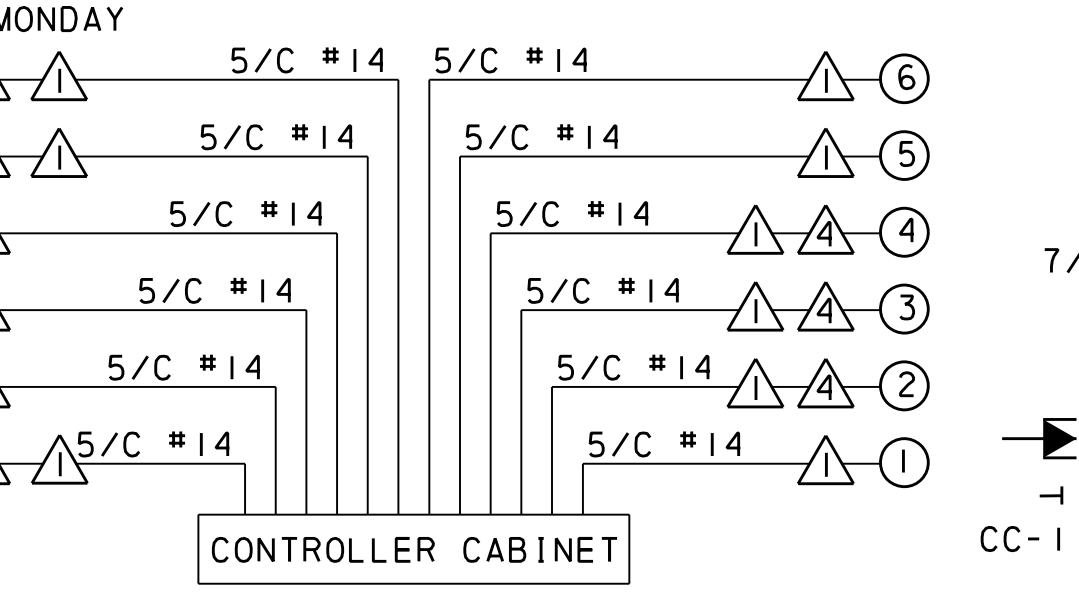 MONDAY
1 5/C #14 5/C #14 1 6
1 5/C #14 5/C #14 1 5
5/C #14 5/C #14 1 4 4
7/
5/C #14 5/C #14 1 4 3
5/C #14 5/C #14 1 4 2
1 5/C #14 5/C #14 1 1
CONTROLLER CABINET
CC-1